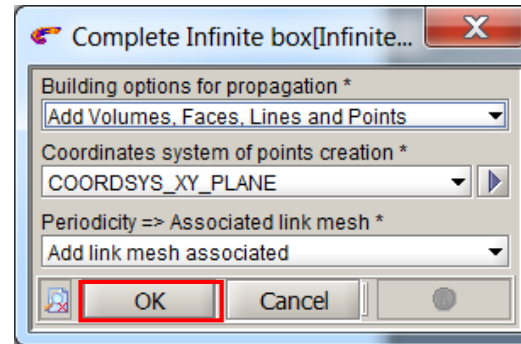 Complete Infinite box[Infinite...
X
Building options for propagation *
Add Volumes, Faces, Lines and Points
Coordinates system of points creation *
COORDSYS_XY_PLANE
Periodicity => Associated link mesh *
Add link mesh associated
OK Cancel